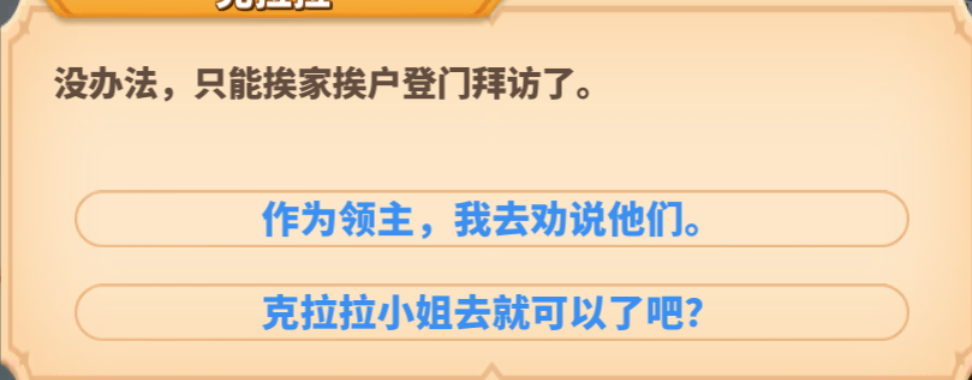 克拉拉
没办法，只能挨家挨户登门拜访了。
作为领主，我去劝说他们。
克拉拉小姐去就可以了吧？